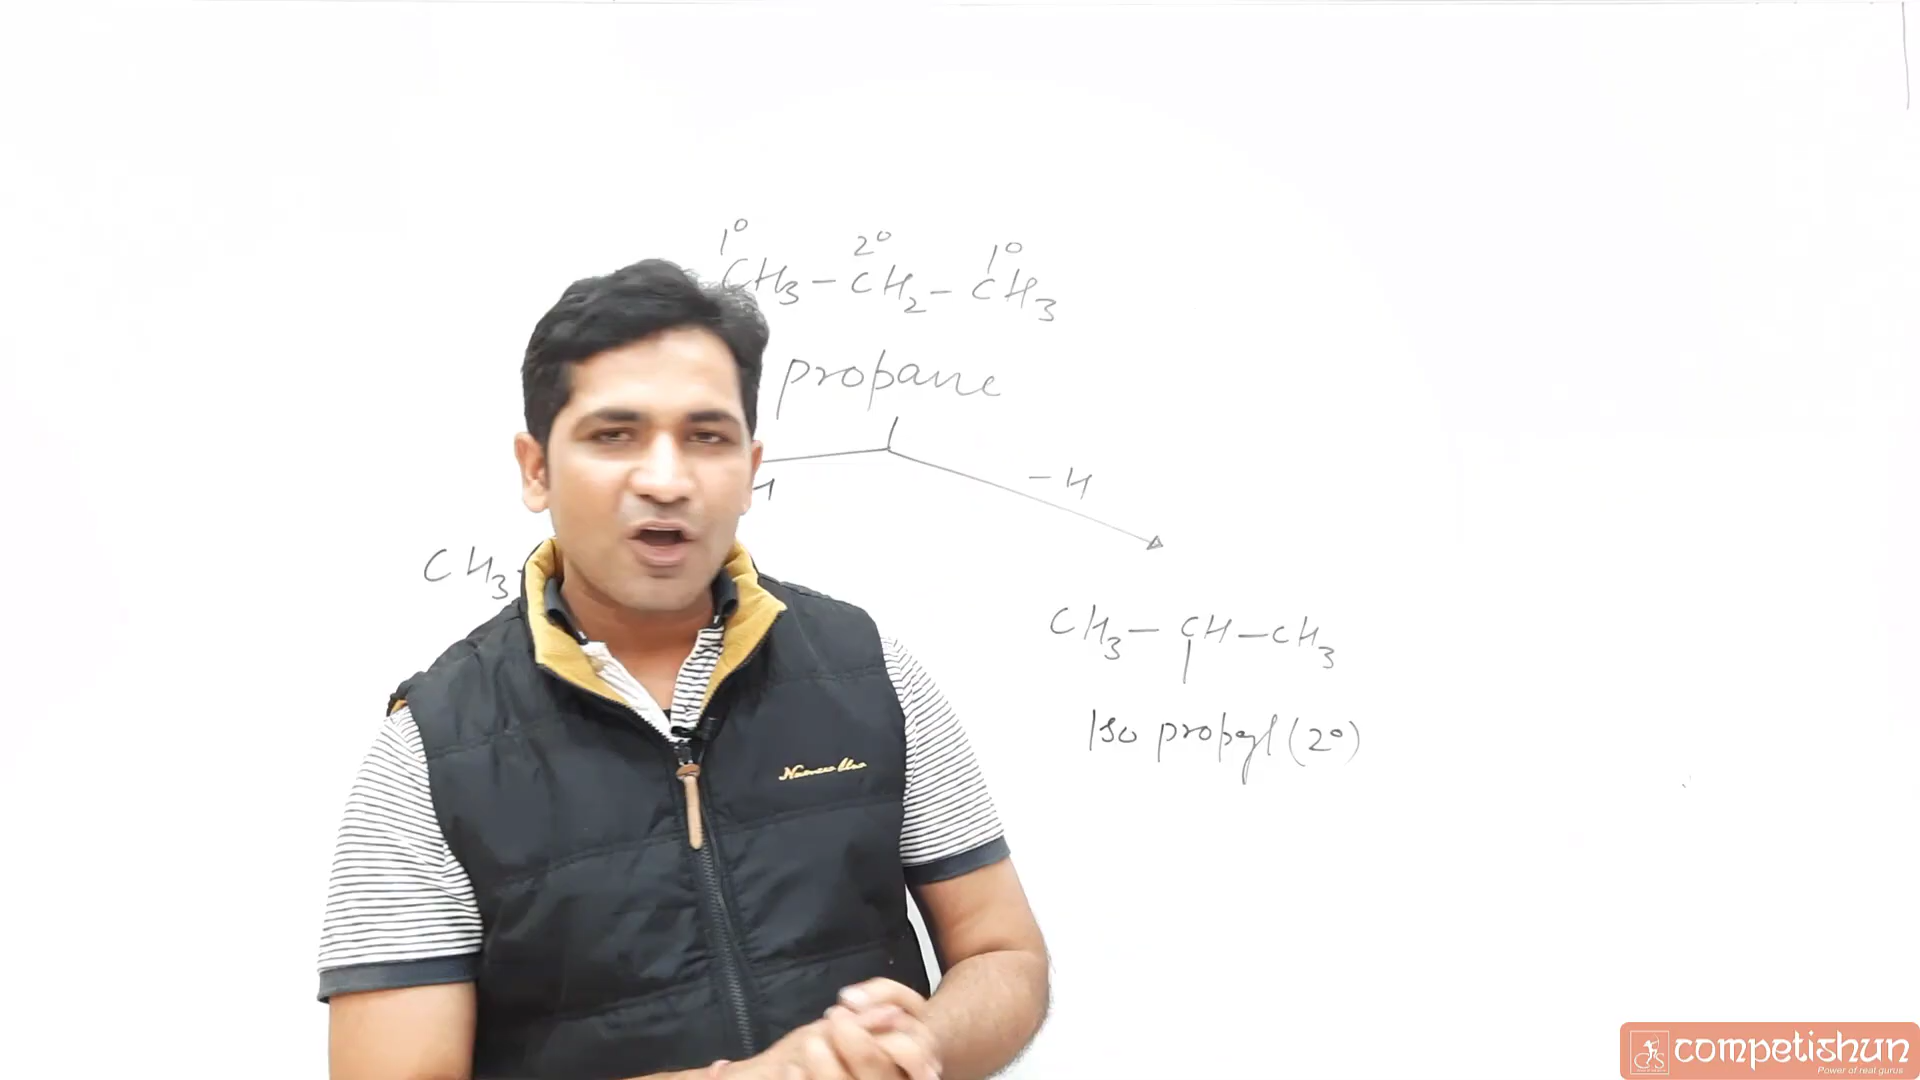 1° 2° 1°
CH3-CH2-CH3
propane
H -H
CH3-
CH3-CH-CH3
Iso propyl (2°)
competishun
Power of real gurus